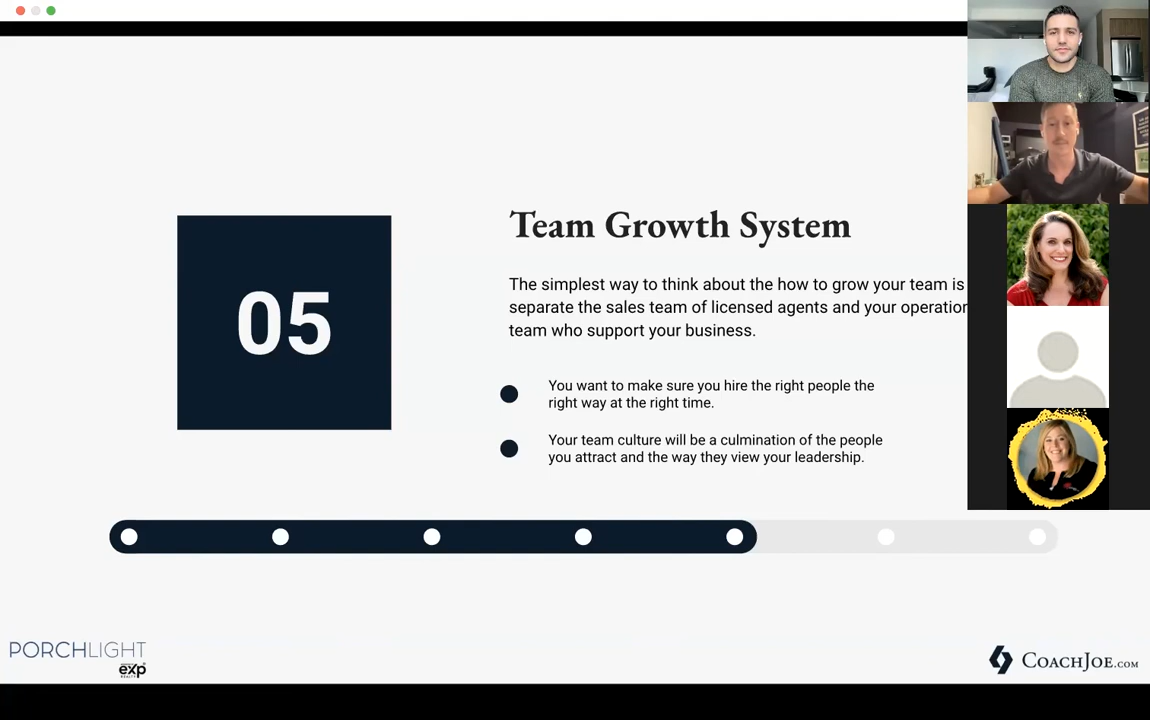 05
Team Growth System
The simplest way to think about the how to grow your team is
separate the sales team of licensed agents and your operation
team who support your business.
You want to make sure you hire the right people the
right way at the right time.
Your team culture will be a culmination of the people
you attract and the way they view your leadership.
PORCHLIGHT
exp
REALTY
COACHJOE.COM